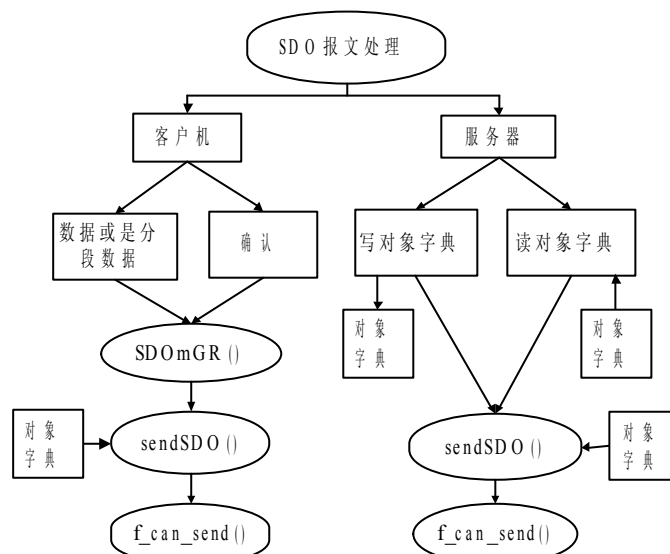 SDO报文处理
客户机
服务器
数据或是分
段数据
确认
写对象字典
读对象字典
对象
字典
对象
字典
SDOmGR()
对象
字典
sendSDO()
sendSDO()
对象
字典
f_can_send()
f_can_send()